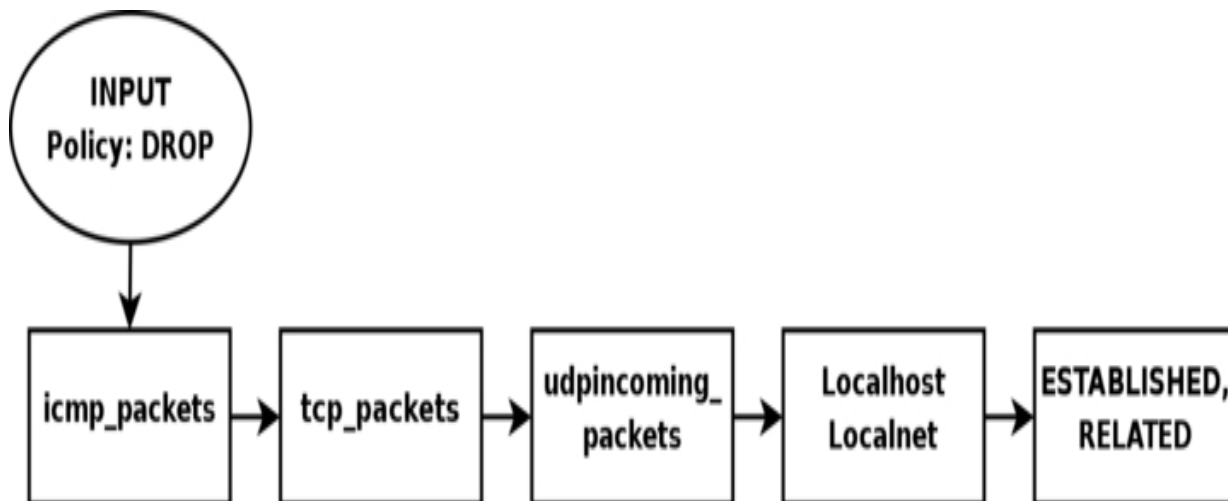 INPUT
Policy: DROP
icmp_packets
tcp_packets
udpincoming_
packets
Localhost
Localnet
ESTABLISHED,
RELATED